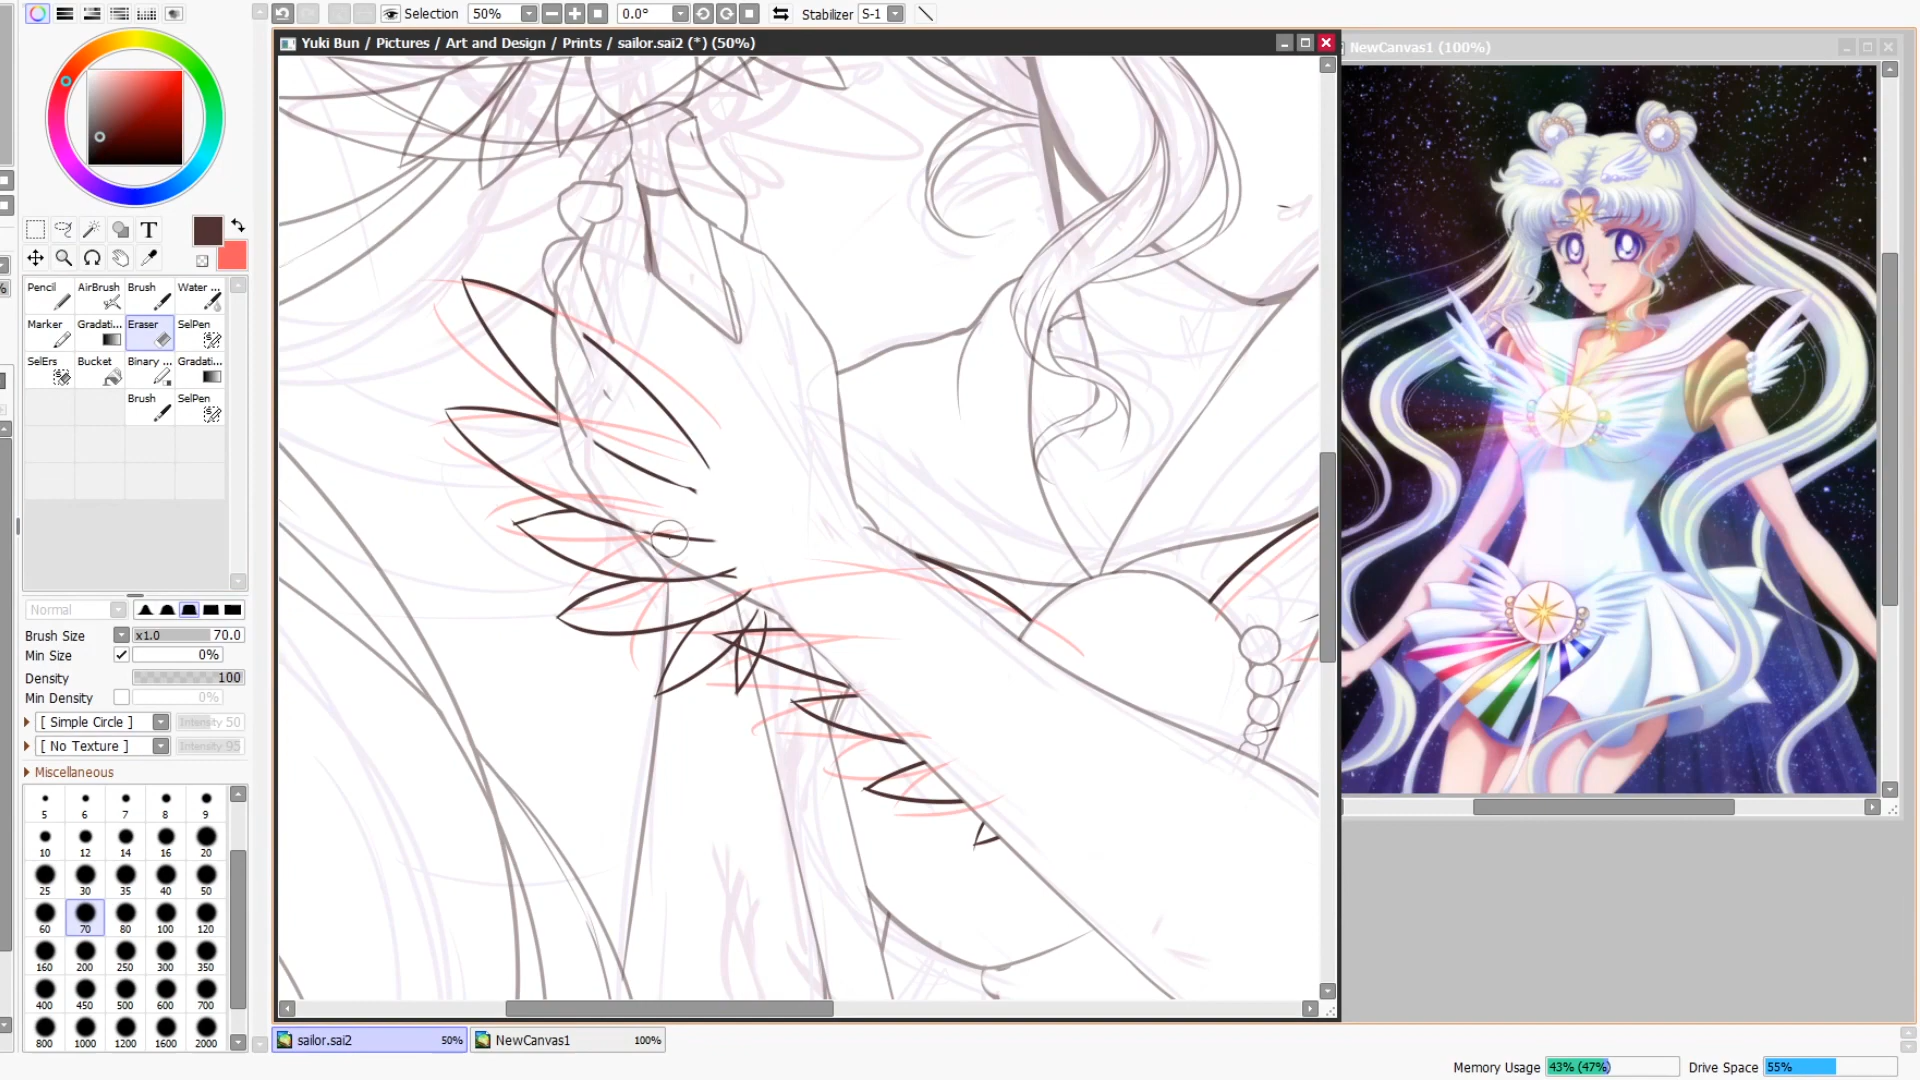 Selection 50% 0.0° Stabilizer S-1
Yuki Bun / Pictures / Art and Design / Prints / sailor.sai2 (*) (50%)
NewCanvas1 (100%)
T
Pencil AirBrush Brush Water ...
Marker Gradati... Eraser SelPen
SelErs Bucket Binary ... Gradati...
Brush SelPen
Normal
Brush Size x1.0 70.0
Min Size 0%
Density 100
Min Density 0%
[ Simple Circle ] Intensity 50
[ No Texture ] Intensity 95
Miscellaneous
5 6 7 8 9
10 12 14 16 20
25 30 35 40 50
60 70 80 100 120
160 200 250 300 350
400 450 500 600 700
800 1000 1200 1600 2000
sailor.sai2 50% NewCanvas1 100%
Memory Usage 43% (47%) Drive Space 55%